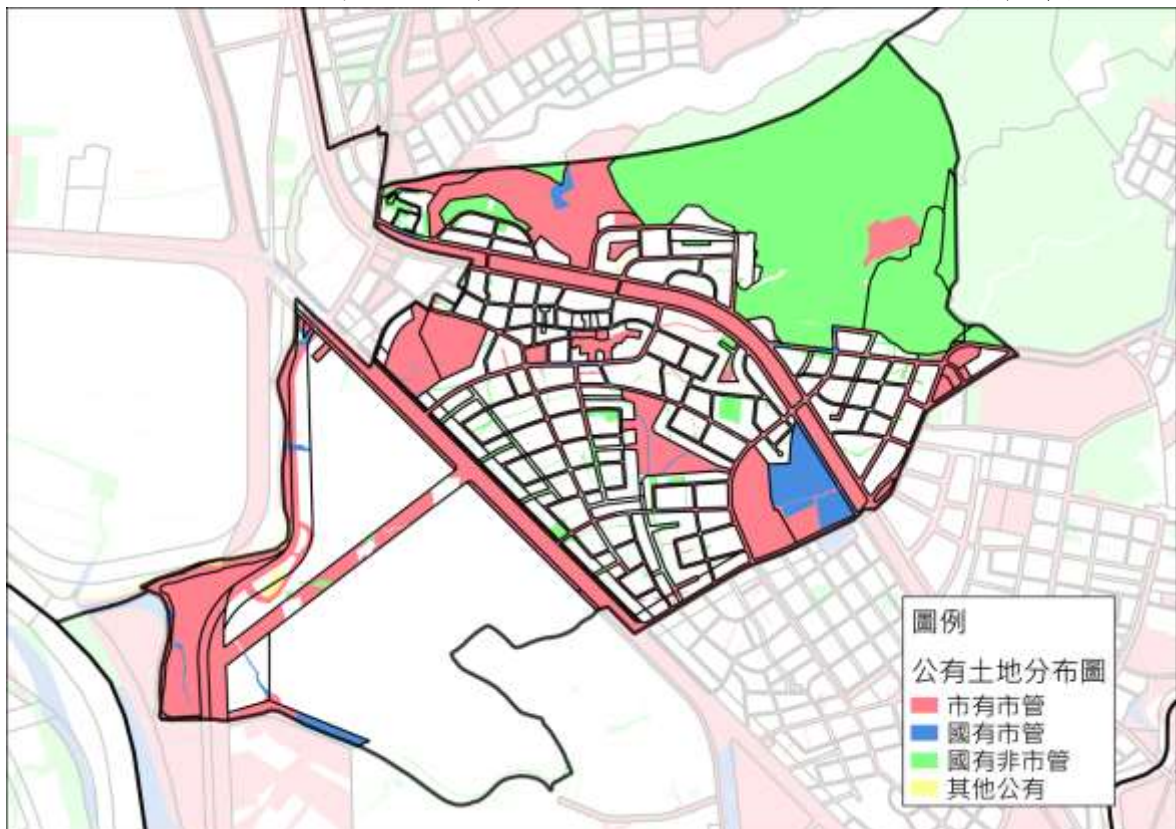 圖例
公有土地分布圖
市有市管
國有市管
國有非市管
其他公有